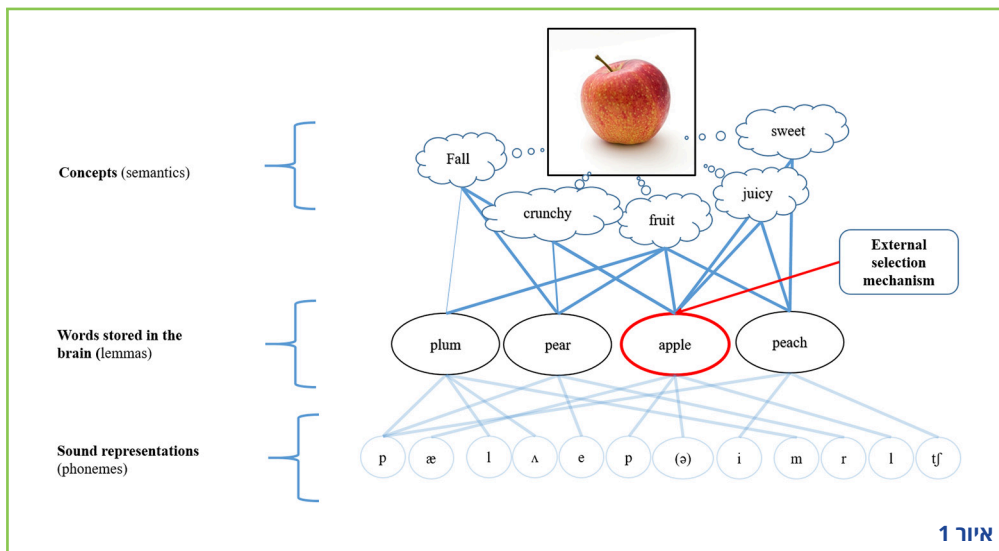 sweet
Fall
juicy
Concepts (semantics)
crunchy
fruit
External
selection
mechanism
Words stored in the
brain (lemmas)
plum
pear
apple
peach
Sound representations
(phonemes)
p
æ
l
ʌ
e
p
(ə)
i
m
r
l
tʃ
איור 1